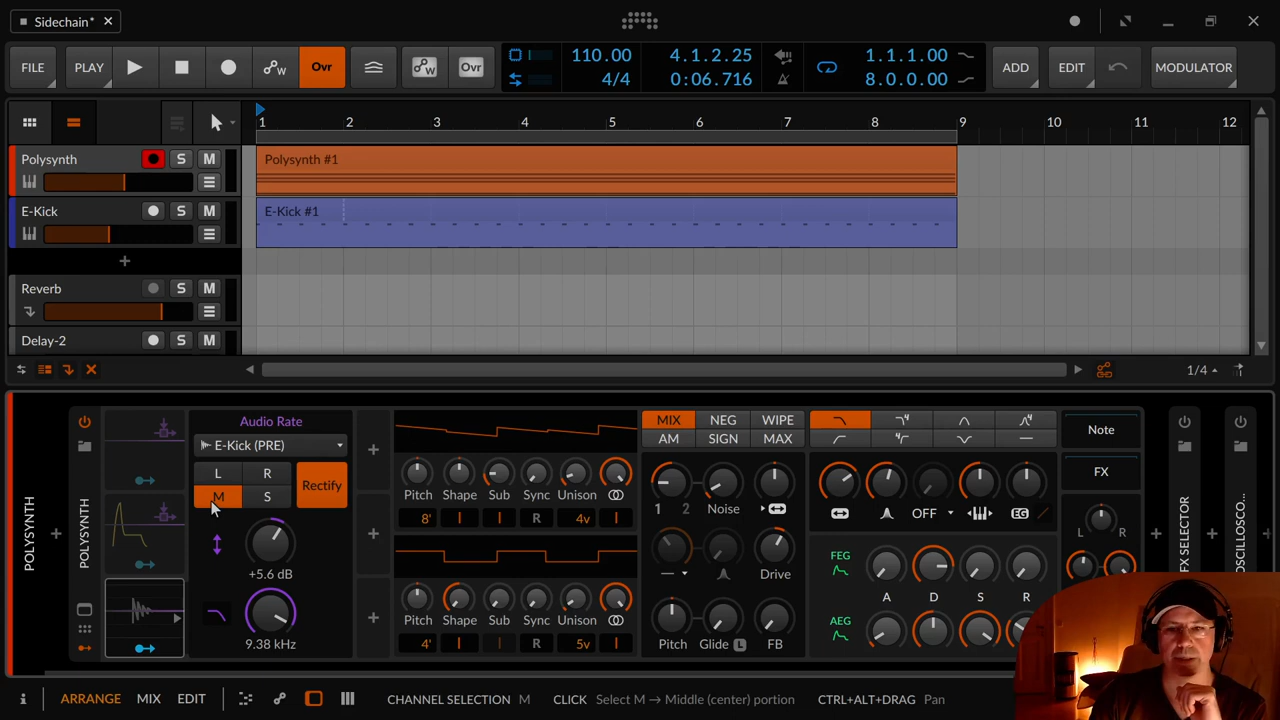 Sidechain*
FILE PLAY Ovr Ovr
110.00 4.1.2.25 1.1.1.00
4/4 0:06.716 8.0.0.00
ADD EDIT MODULATOR
1 2 3 4 5 6 7 8 9 10 11 12
Polysynth S M
Polysynth #1
E-Kick S M
E-Kick #1
+
Reverb S M
Delay-2 S M
1/4
POLYSYNTH
POLYSYNTH
Audio Rate
E-Kick (PRE)
L R
M S
Rectify
+5.6 dB
9.38 kHz
Pitch Shape Sub Sync Unison
8' R 4v
Pitch Shape Sub Sync Unison
4' R 5v
MIX NEG WIPE
AM SIGN MAX
1 2 Noise
Drive
Pitch Glide L FB
OFF EG
FEG
A D S R
AEG
Note
FX
L R
FX SELECTOR
OSCILLOSCO...
i ARRANGE MIX EDIT CHANNEL SELECTION M CLICK Select M → Middle (center) portion CTRL+ALT+DRAG Pan